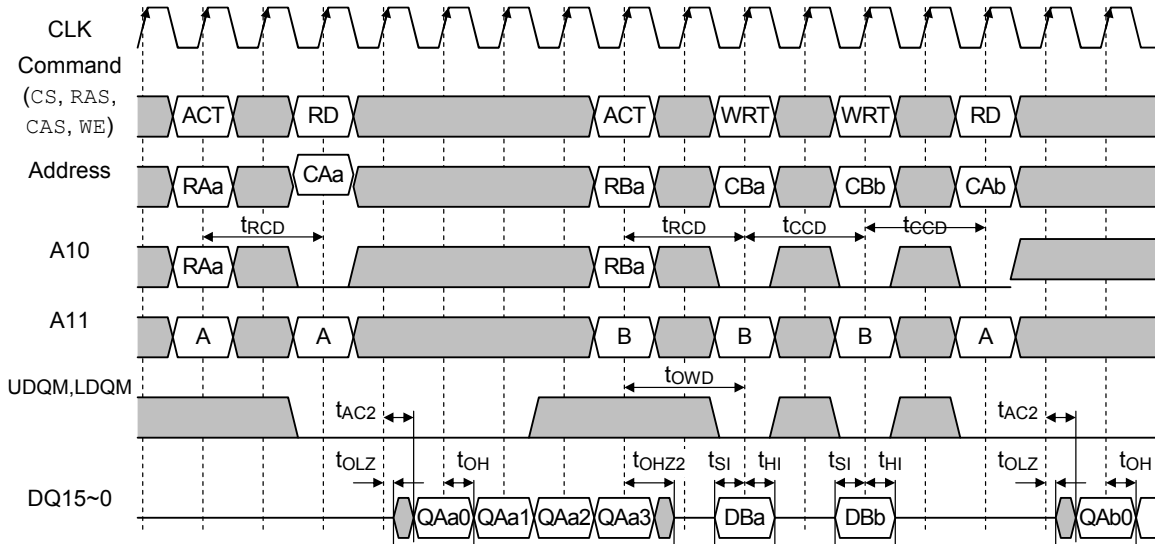 CLK
Command
(CS, RAS,
CAS, WE)
ACT RD ACT WRT WRT RD
Address
RAa CAa RBa CBa CBb CAb
tRCD tRCD tCCD tCCD
A10
RAa RBa
A11
A A B B B A
UDQM,LDQM
tOWD
tAC2 tAC2
tOLZ tOH tOHZ2 tSI tHI tSI tHI tOLZ tOH
DQ15~0
QAa0 QAa1 QAa2 QAa3 DBa DBb QAb0